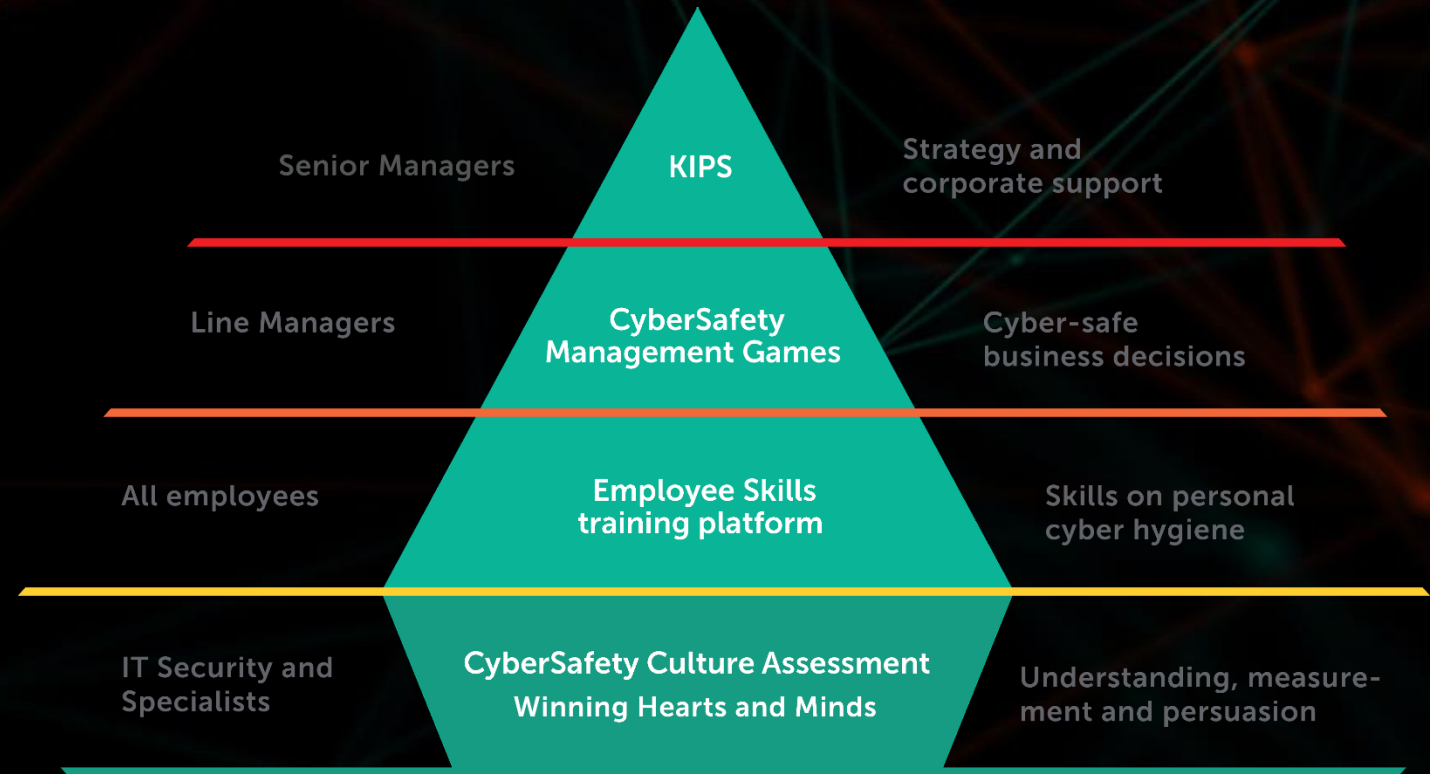 Senior Managers
KIPS
Strategy and
corporate support
Line Managers
CyberSafety
Management Games
Cyber-safe
business decisions
All employees
Employee Skills
training platform
Skills on personal
cyber hygiene
IT Security and
Specialists
CyberSafety Culture Assessment
Winning Hearts and Minds
Understanding, measure-
ment and persuasion